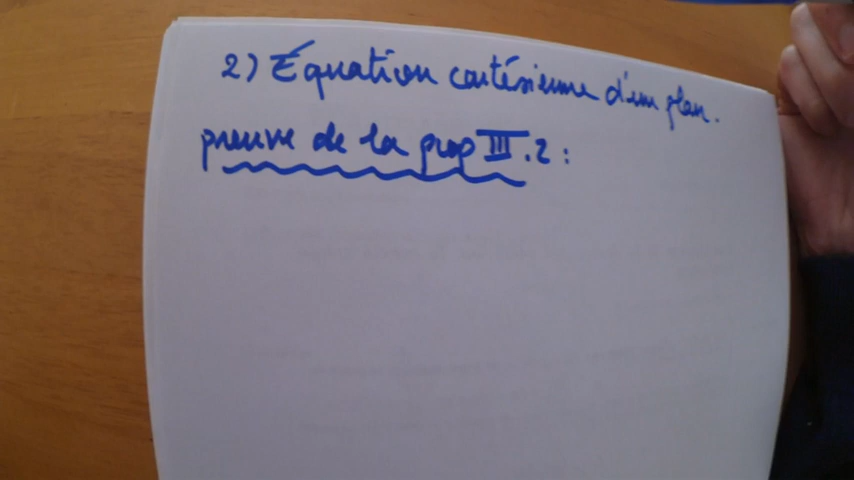 2) Équation cartésienne d'un plan.
preuve de la prop III.2 :